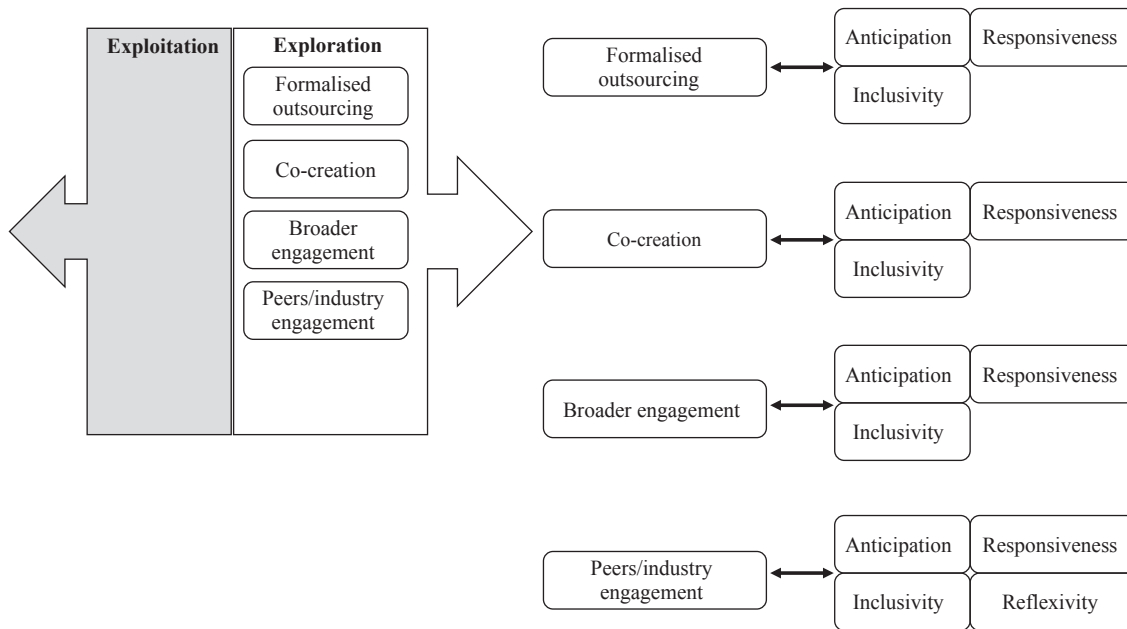 Exploitation
Exploration
Formalised
outsourcing
Co-creation
Broader
engagement
Peers/industry
engagement
Formalised
outsourcing
Anticipation
Responsiveness
Inclusivity
Co-creation
Anticipation
Responsiveness
Inclusivity
Broader engagement
Anticipation
Responsiveness
Inclusivity
Peers/industry
engagement
Anticipation
Responsiveness
Inclusivity
Reflexivity